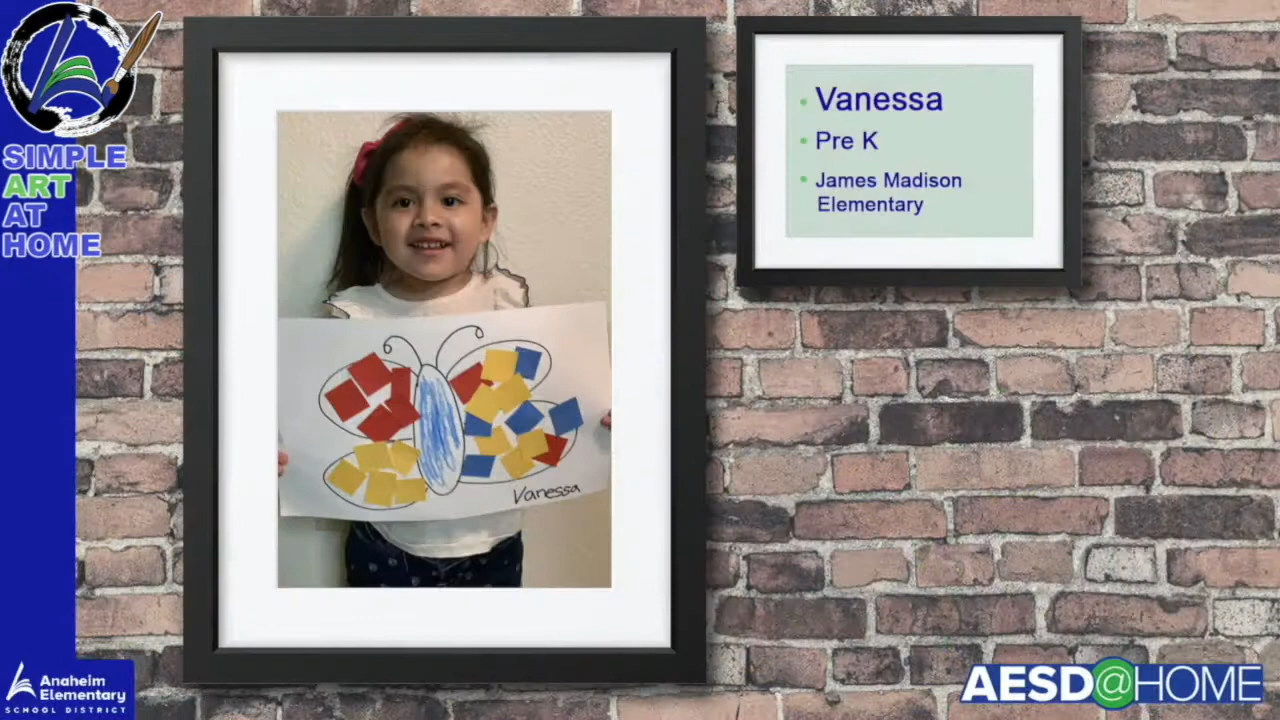 SIMPLE
ART
AT
HOME
Vanessa
Pre K
James Madison
Elementary
Vanessa
Anaheim
Elementary
SCHOOL DISTRICT
AESD@HOME